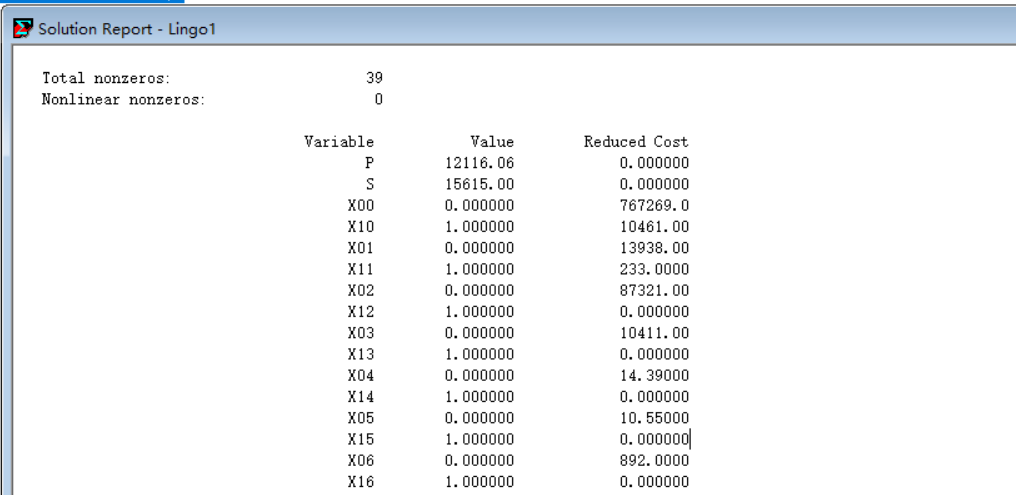 Solution Report - Lingo1
Total nonzeros: 39
Nonlinear nonzeros: 0
Variable Value Reduced Cost
P 12116.06 0.000000
S 15615.00 0.000000
X00 0.000000 767269.0
X10 1.000000 10461.00
X01 0.000000 13938.00
X11 1.000000 233.0000
X02 0.000000 87321.00
X12 1.000000 0.000000
X03 0.000000 10411.00
X13 1.000000 0.000000
X04 0.000000 14.39000
X14 1.000000 0.000000
X05 0.000000 10.55000
X15 1.000000 0.000000
X06 0.000000 892.0000
X16 1.000000 0.000000